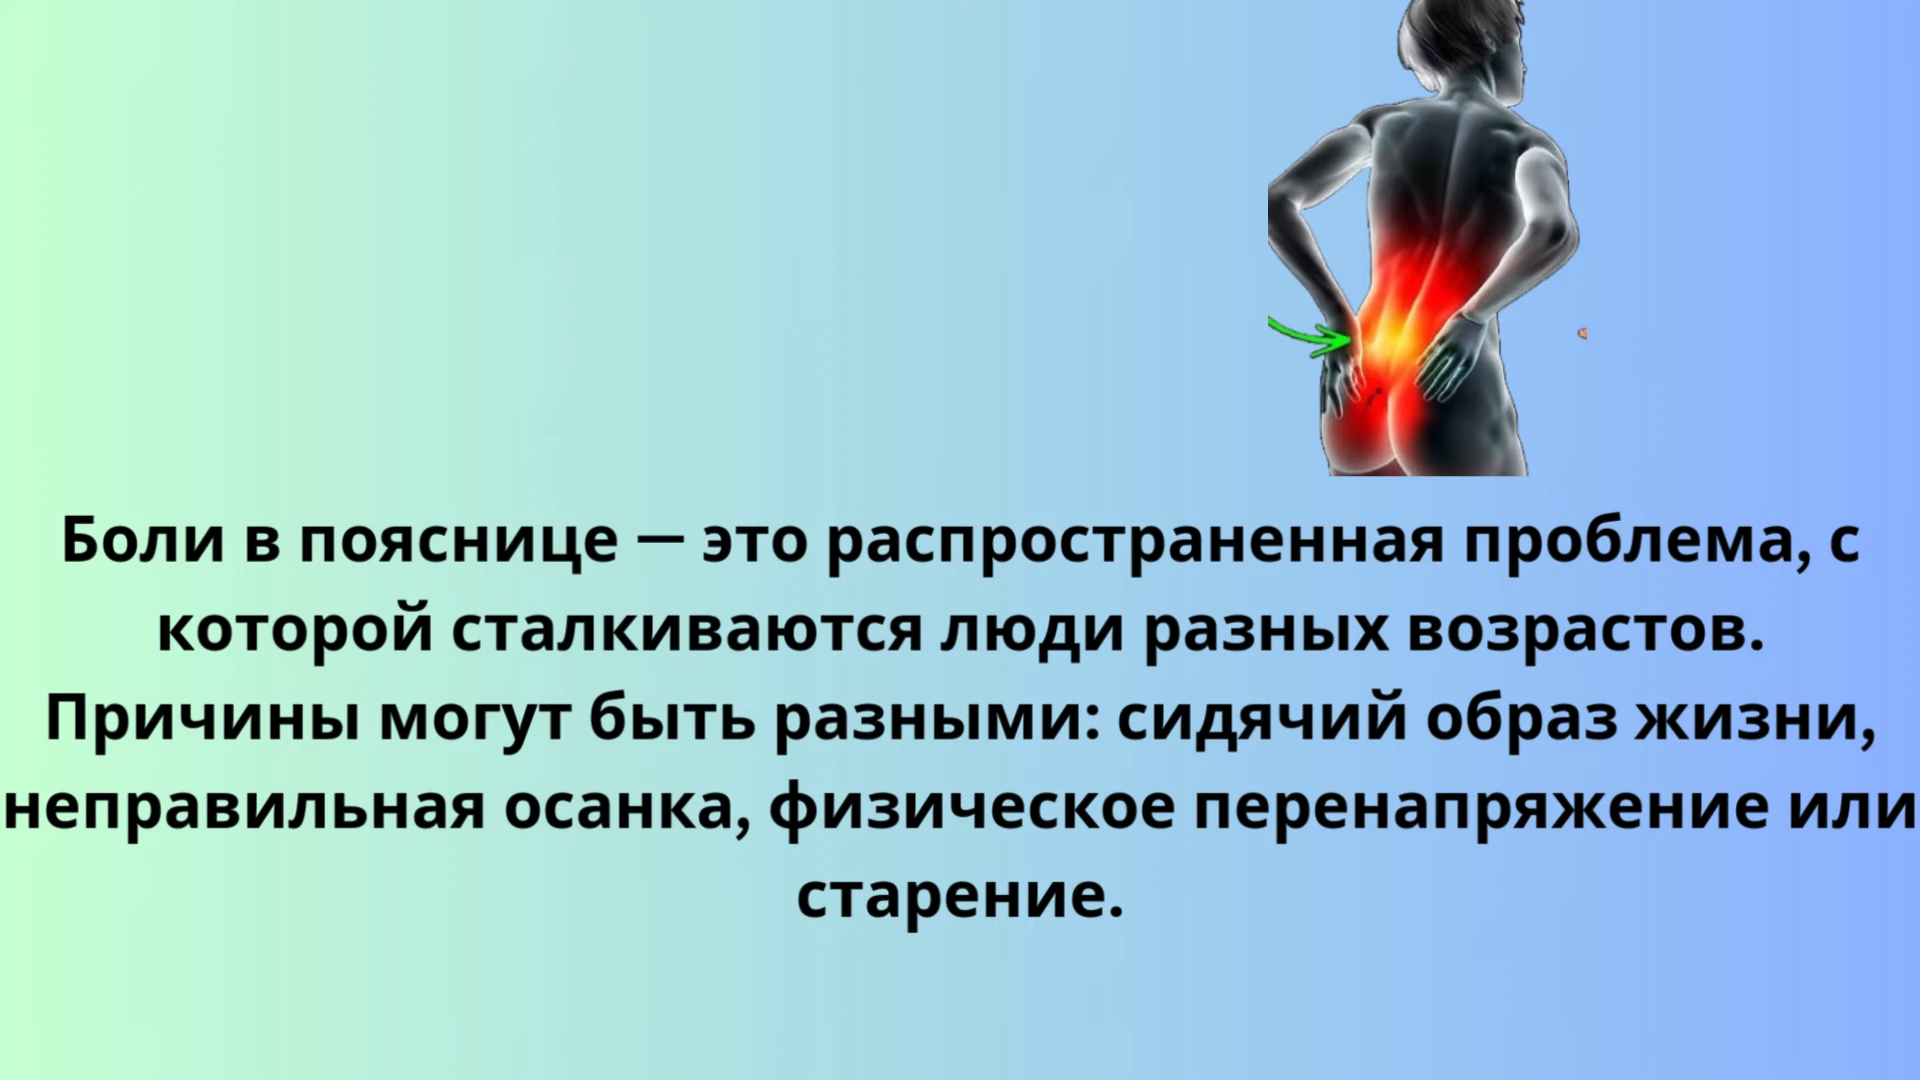 Боли в пояснице — это распространенная проблема, с
которой сталкиваются люди разных возрастов.
Причины могут быть разными: сидячий образ жизни,
неправильная осанка, физическое перенапряжение или
старение.